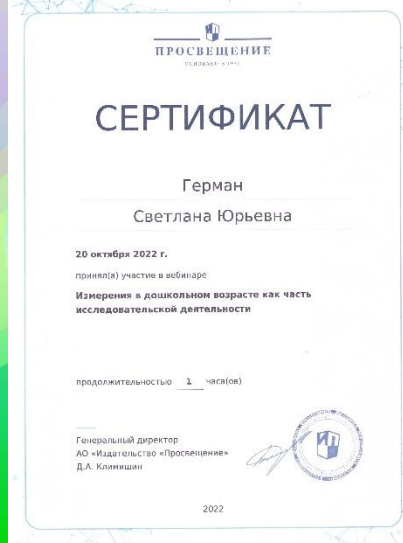 ПРОСВЕЩЕНИЕ
СЕРТИФИКАТ
Герман
Светлана Юрьевна
20 октября 2022 г.
принял(а) участие в вебинаре
Измерения в дошкольном возрасте как часть
исследовательской деятельности
продолжительностью 1 часа(ов)
Генеральный директор
АО «Издательство «Просвещение»
Д.А. Климишин
2022